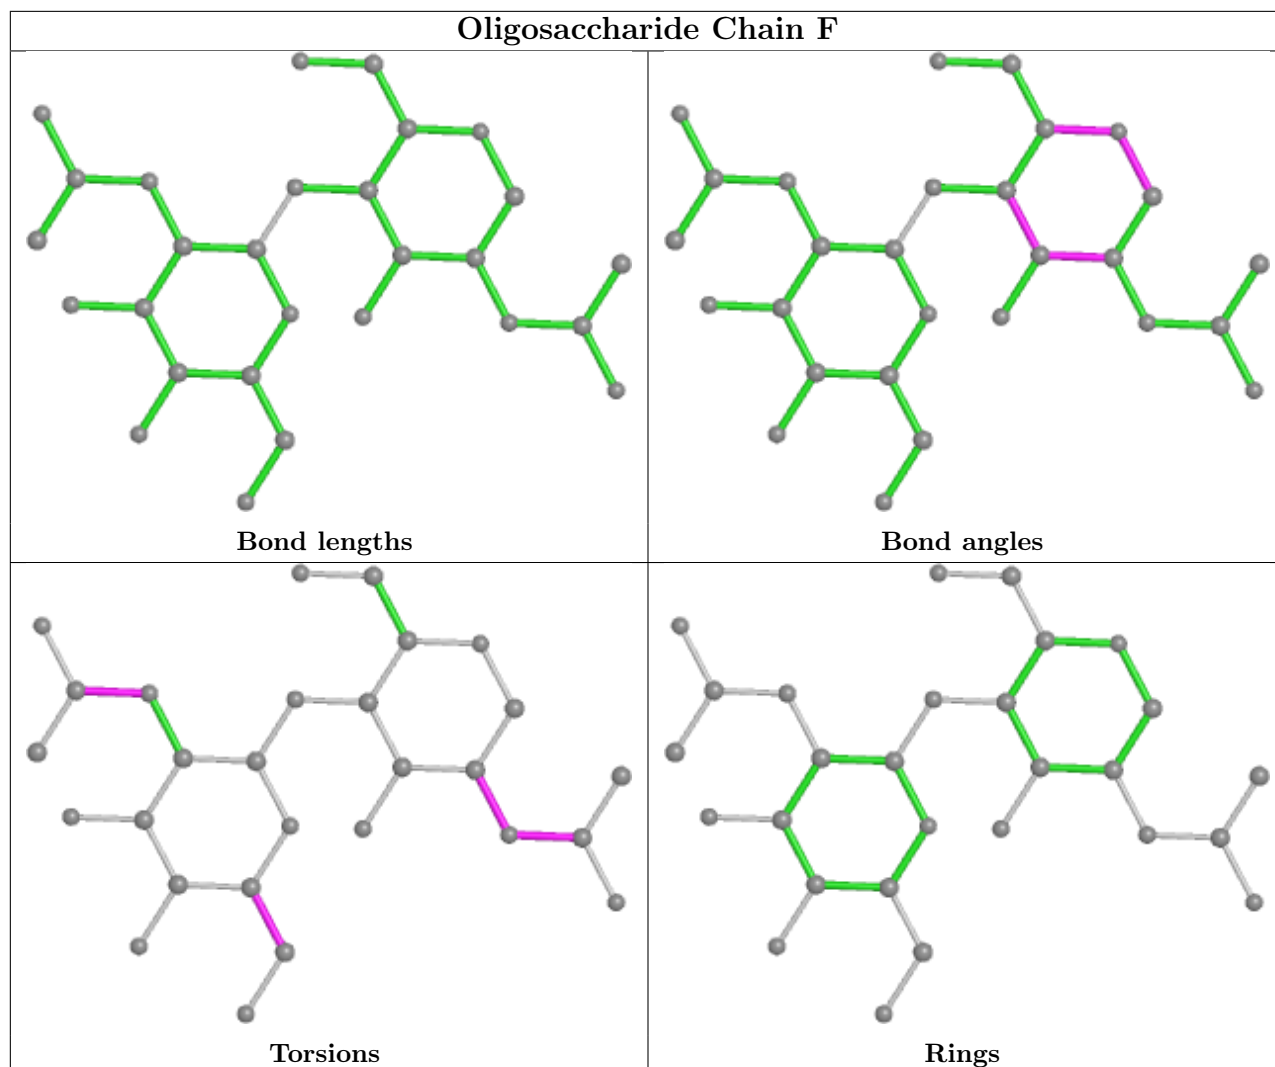 Oligosaccharide Chain F
Bond lengths
Bond angles
Torsions
Rings